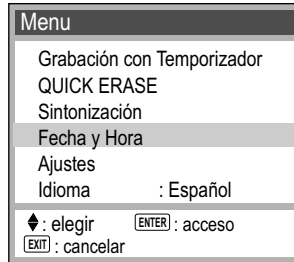 Menu
Grabación con Temporizador
QUICK ERASE
Sintonización
Fecha y Hora
Ajustes
Idioma : Español
: elegir ENTER : acceso
EXIT : cancelar